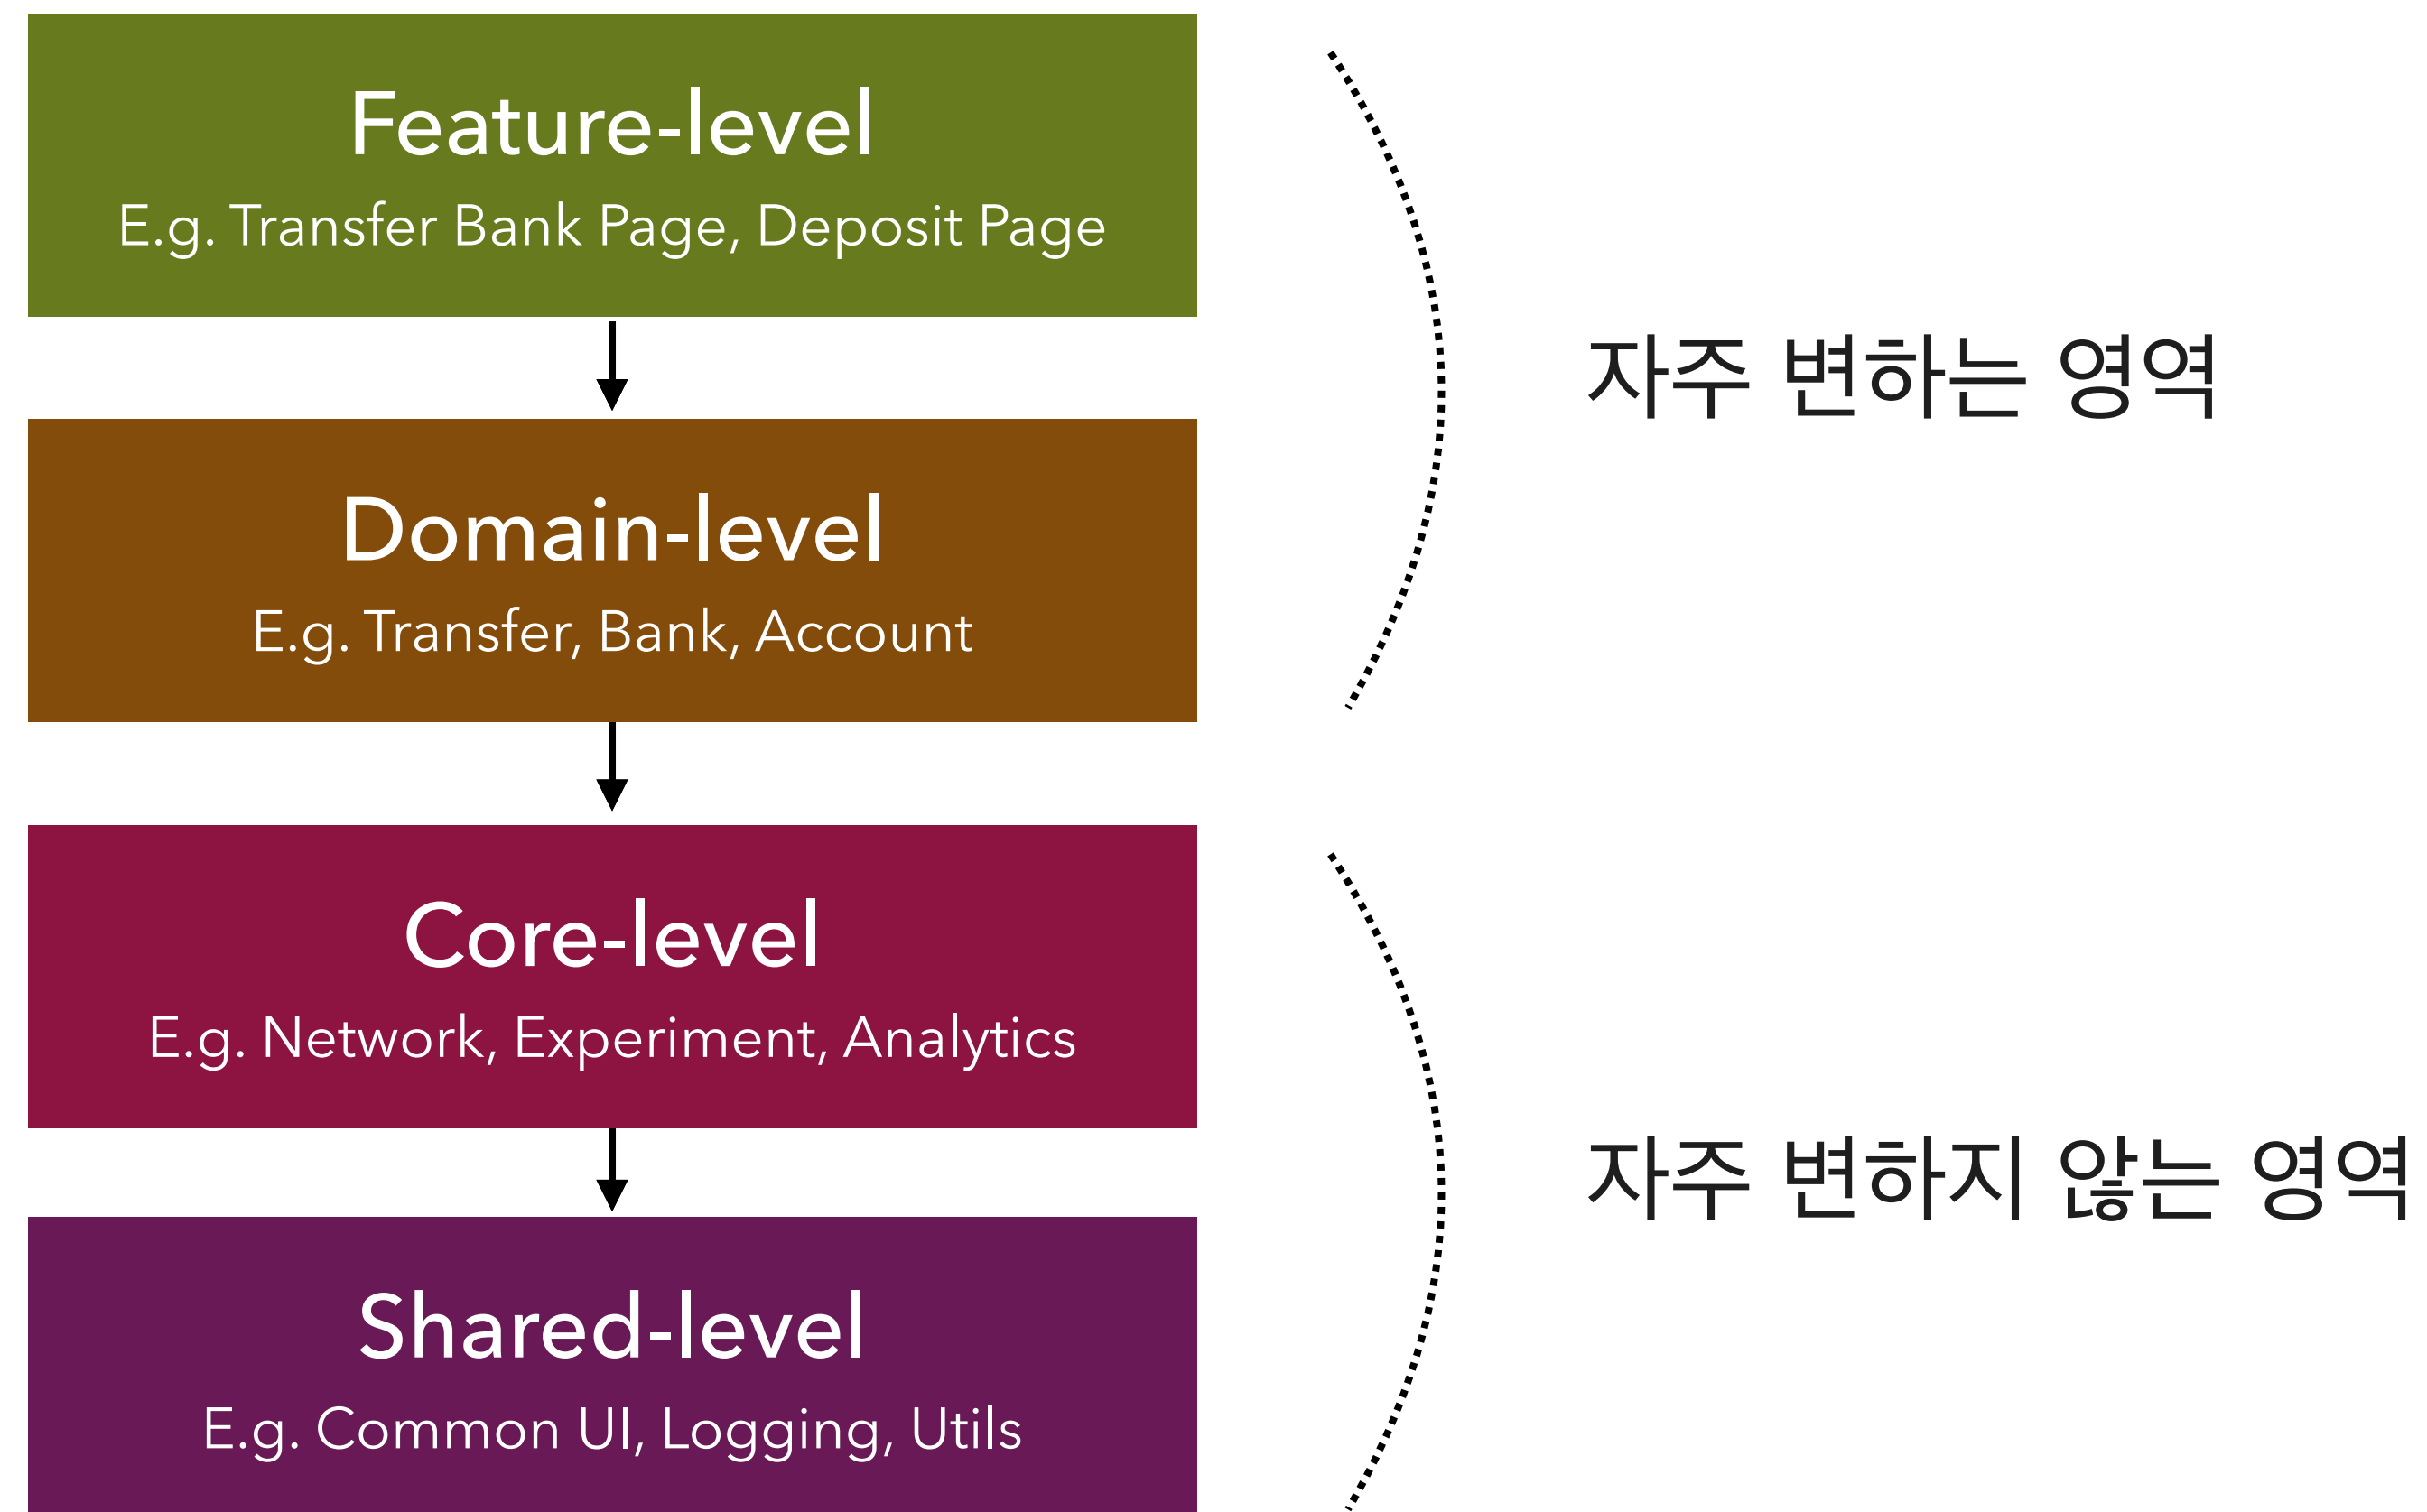 Feature-level
E.g. Transfer Bank Page, Deposit Page
자주 변하는 영역
Domain-level
E.g. Transfer, Bank, Account
Core-level
E.g. Network, Experiment, Analytics
자주 변하지 않는 영역
Shared-level
E.g. Common UI, Logging, Utils